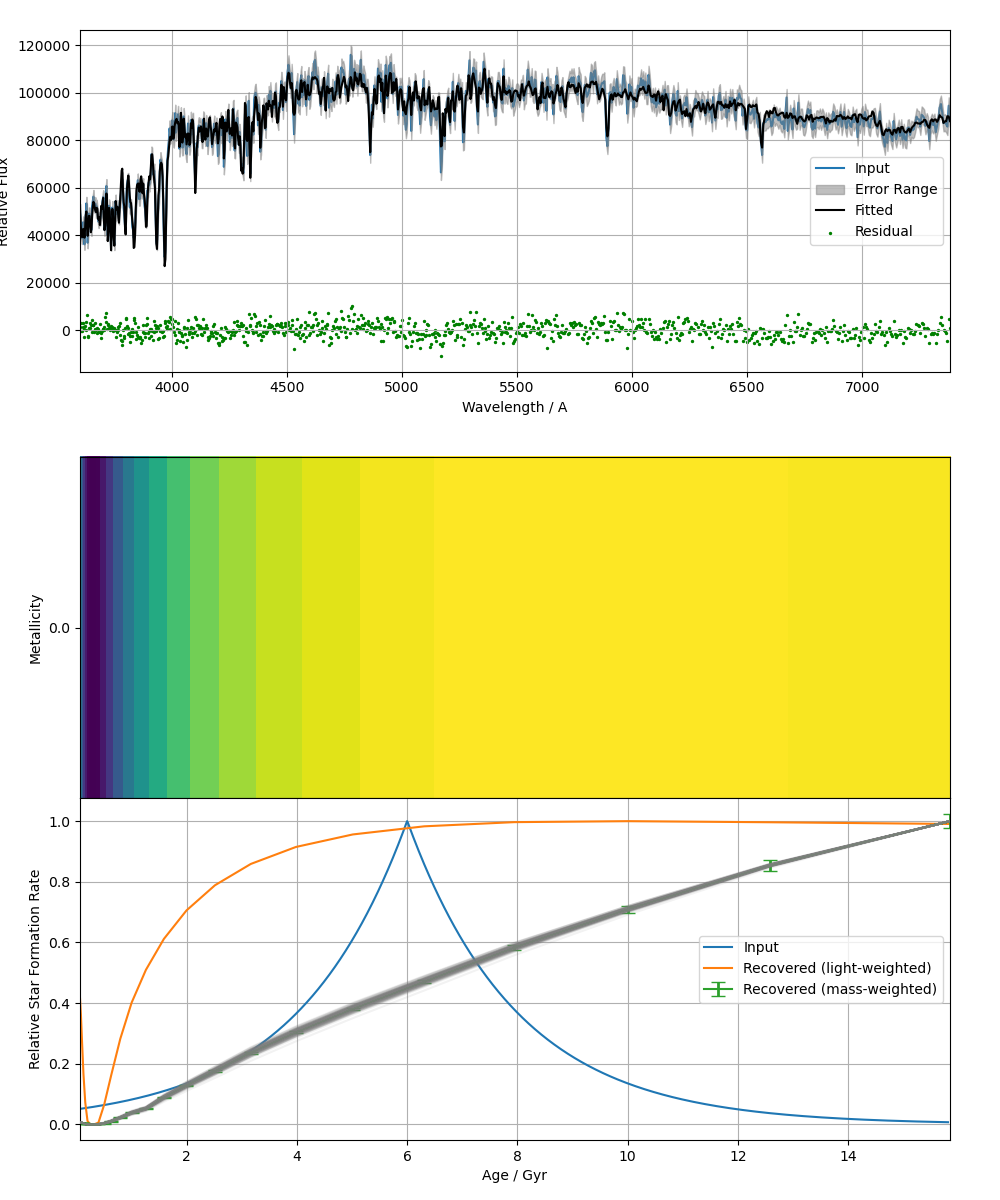 120000
100000
80000
60000
40000
20000
0
Relative Flux
Input
Error Range
Fitted
Residual
4000 4500 5000 5500 6000 6500 7000
Wavelength / A
Metallicity
0.0
1.0
0.8
0.6
0.4
0.2
0.0
Relative Star Formation Rate
Input
Recovered (light-weighted)
Recovered (mass-weighted)
2 4 6 8 10 12 14
Age / Gyr